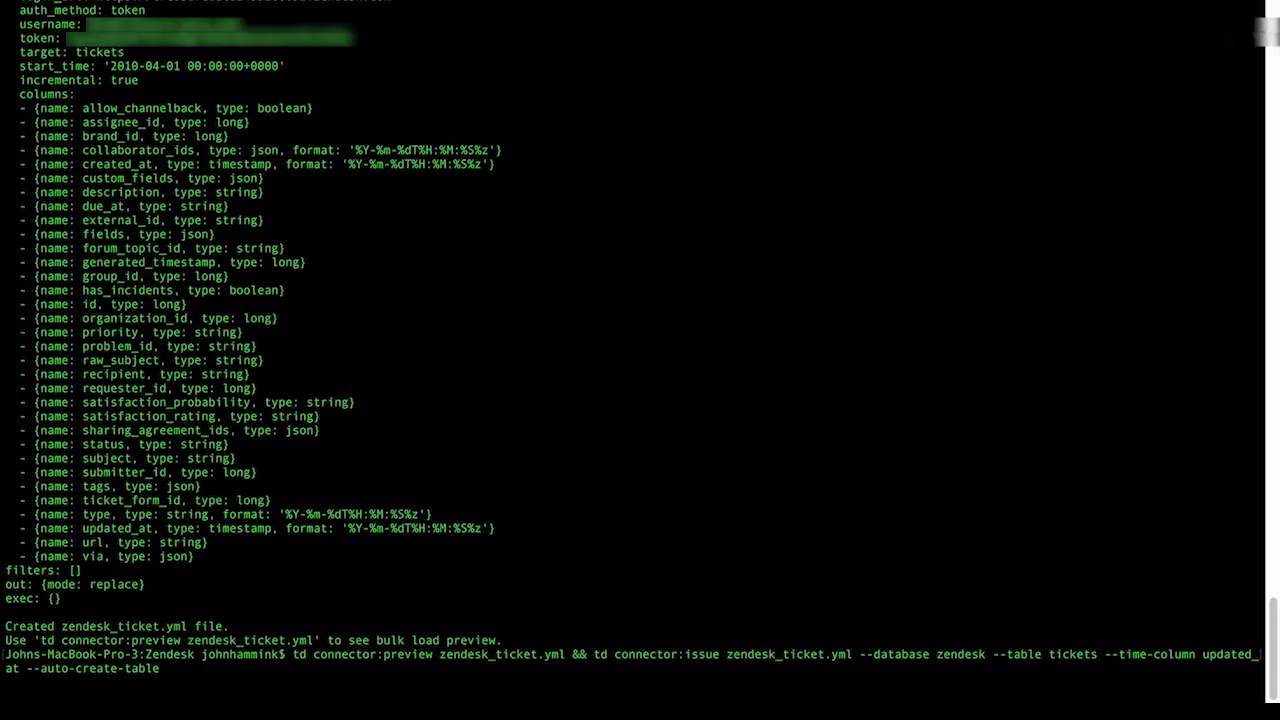 auth_method: token
username:
token:
target: tickets
start_time: '2010-04-01 00:00:00+0000'
incremental: true
columns:
- {name: allow_channelback, type: boolean}
- {name: assignee_id, type: long}
- {name: brand_id, type: long}
- {name: collaborator_ids, type: json, format: '%Y-%m-%dT%H:%M:%S%z'}
- {name: created_at, type: timestamp, format: '%Y-%m-%dT%H:%M:%S%z'}
- {name: custom_fields, type: json}
- {name: description, type: string}
- {name: due_at, type: string}
- {name: external_id, type: string}
- {name: fields, type: json}
- {name: forum_topic_id, type: string}
- {name: generated_timestamp, type: long}
- {name: group_id, type: long}
- {name: has_incidents, type: boolean}
- {name: id, type: long}
- {name: organization_id, type: long}
- {name: priority, type: string}
- {name: problem_id, type: string}
- {name: raw_subject, type: string}
- {name: recipient, type: string}
- {name: requester_id, type: long}
- {name: satisfaction_probability, type: string}
- {name: satisfaction_rating, type: string}
- {name: sharing_agreement_ids, type: json}
- {name: status, type: string}
- {name: subject, type: string}
- {name: submitter_id, type: long}
- {name: tags, type: json}
- {name: ticket_form_id, type: long}
- {name: type, type: string, format: '%Y-%m-%dT%H:%M:%S%z'}
- {name: updated_at, type: timestamp, format: '%Y-%m-%dT%H:%M:%S%z'}
- {name: url, type: string}
- {name: via, type: json}
filters: []
out: {mode: replace}
exec: {}
Created zendesk_ticket.yml file.
Use 'td connector:preview zendesk_ticket.yml' to see bulk load preview.
Johns-MacBook-Pro-3:Zendesk johnhammink$ td connector:preview zendesk_ticket.yml && td connector:issue zendesk_ticket.yml --database zendesk --table tickets --time-column updated_
at --auto-create-table